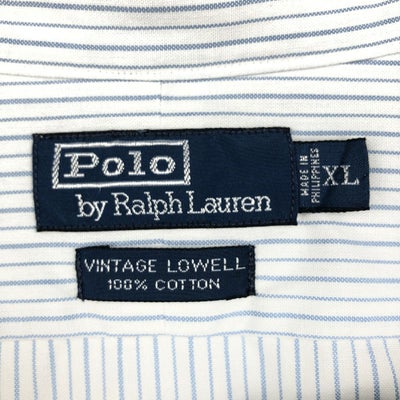 Polo
by Ralph Lauren
MADE IN
PHILIPPINES
XL
VINTAGE LOWELL
100% COTTON